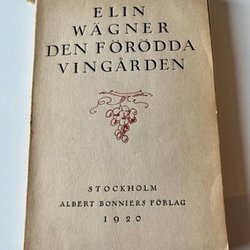 ELIN
WÄGNER
DEN FÖRÖDDA
VINGÅRDEN
STOCKHOLM
ALBERT BONNIERS FÖRLAG
1920